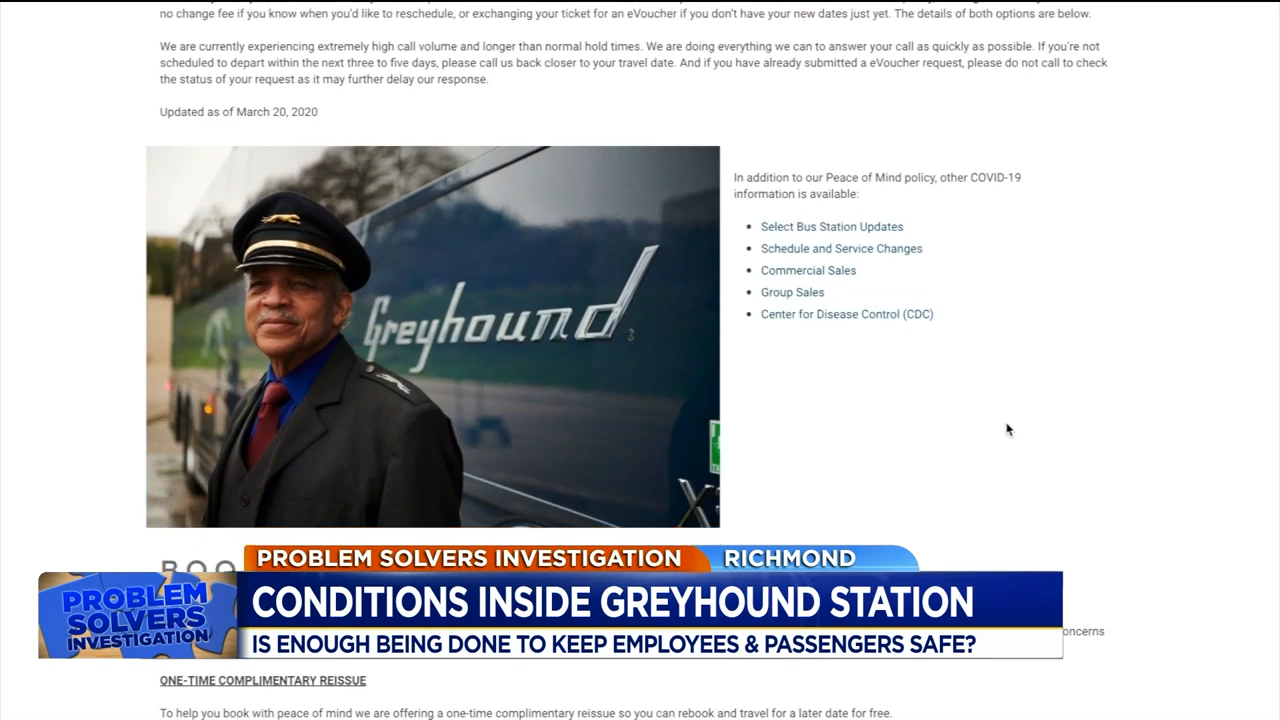 no change fee if you know when you'd like to reschedule, or exchanging your ticket for an eVoucher if you don't have your new dates just yet. The details of both options are below.
We are currently experiencing extremely high call volume and longer than normal hold times. We are doing everything we can to answer your call as quickly as possible. If you're not
scheduled to depart within the next three to five days, please call us back closer to your travel date. And if you have already submitted a eVoucher request, please do not call to check
the status of your request as it may further delay our response.
Updated as of March 20, 2020
Greyhound
In addition to our Peace of Mind policy, other COVID-19
information is available:
Select Bus Station Updates
Schedule and Service Changes
Commercial Sales
Group Sales
Center for Disease Control (CDC)
PROBLEM SOLVERS INVESTIGATION
RICHMOND
PROBLEM
SOLVERS
INVESTIGATION
CONDITIONS INSIDE GREYHOUND STATION
IS ENOUGH BEING DONE TO KEEP EMPLOYEES & PASSENGERS SAFE?
ONE-TIME COMPLIMENTARY REISSUE
To help you book with peace of mind we are offering a one-time complimentary reissue so you can rebook and travel for a later date for free.